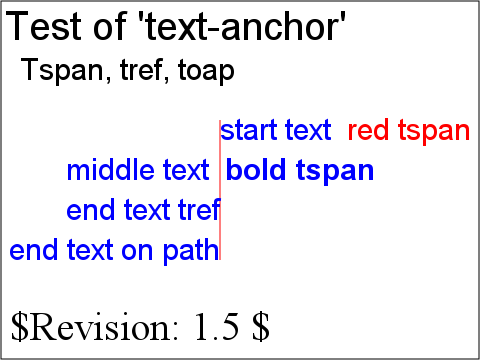 Test of 'text-anchor'
Tspan, tref, toap
start text red tspan
middle text bold tspan
end text tref
end text on path
$Revision: 1.5 $